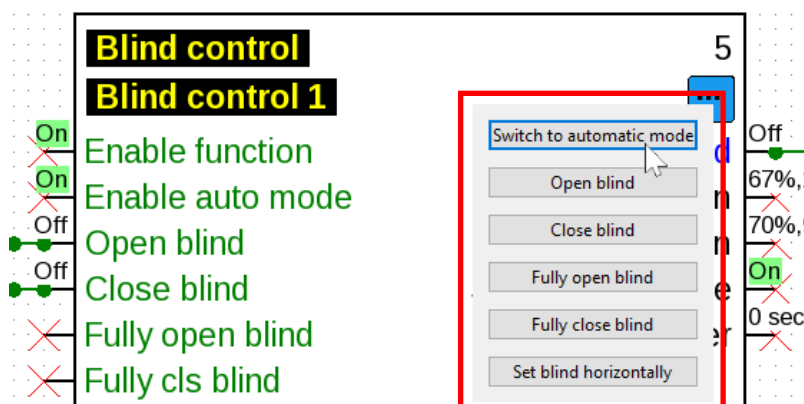 Blind control
5
Blind control 1
On
Enable function
Switch to automatic mode
Off
On
Enable auto mode
Open blind
67%,
Off
Open blind
Close blind
70%,
Off
Close blind
Fully open blind
On
Fully open blind
Fully close blind
0 sec
Fully cls blind
Set blind horizontally